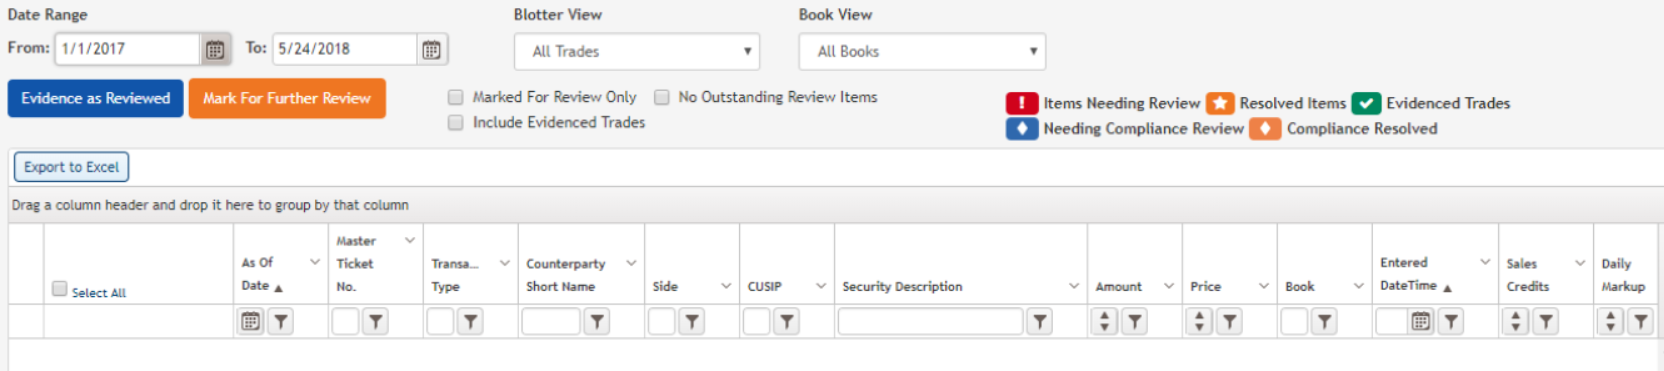 Date Range
Blotter View
Book View
From: 1/1/2017
To: 5/24/2018
All Trades
All Books
Evidence as Reviewed
Mark For Further Review
Marked For Review Only
No Outstanding Review Items
Include Evidenced Trades
Items Needing Review
Resolved Items
Evidenced Trades
Needing Compliance Review
Compliance Resolved
Export to Excel
Drag a column header and drop it here to group by that column
Select All
As Of
Date
Master
Ticket
No.
Transa...
Type
Counterparty
Short Name
Side
CUSIP
Security Description
Amount
Price
Book
Entered
DateTime
Sales
Credits
Daily
Markup